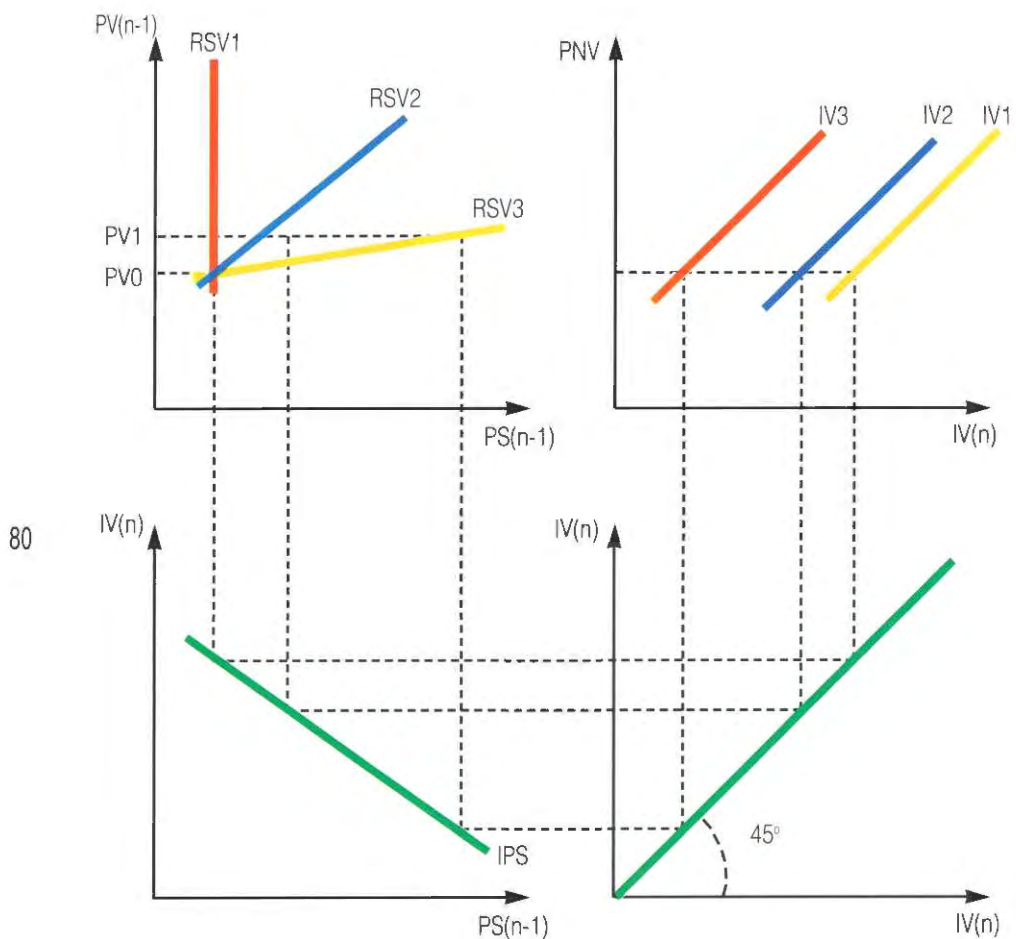 PV(n-1)
RSV1
RSV2
RSV3
PV1
PV0
PS(n-1)
PNV
IV3
IV2
IV1
IV(n)
80
IV(n)
IPS
PS(n-1)
IV(n)
45º
IV(n)